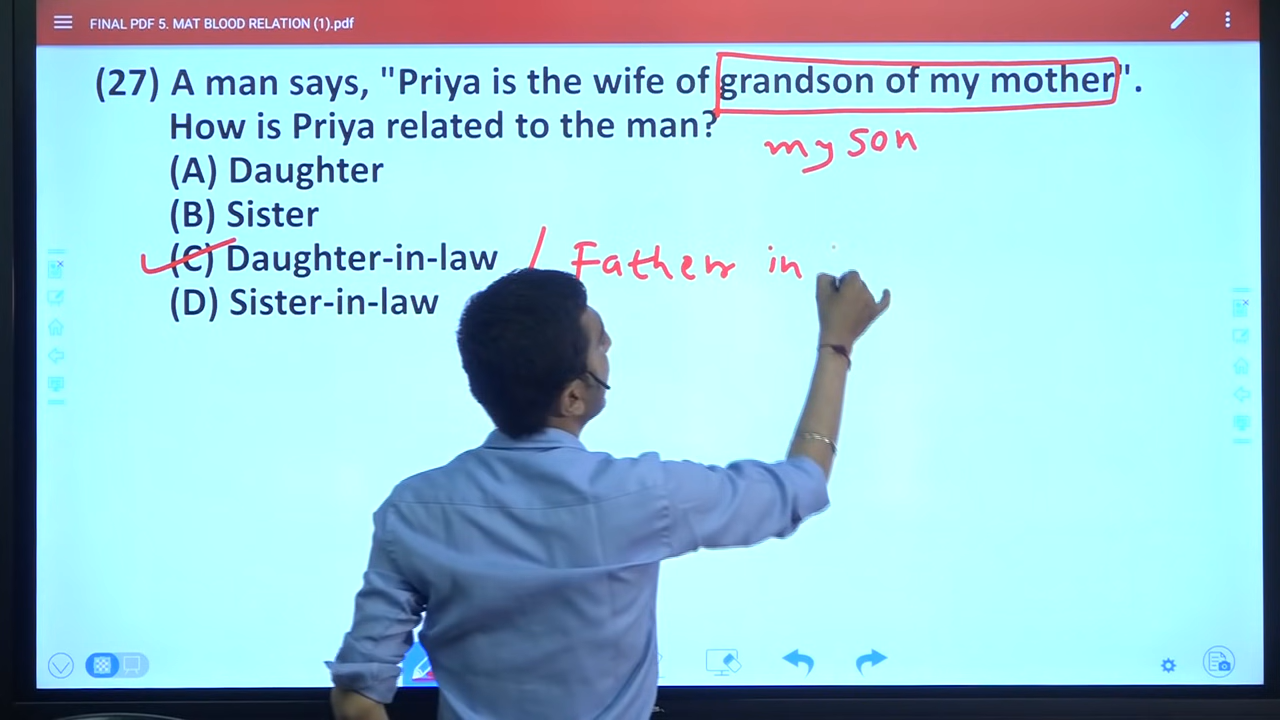 FINAL PDF 5. MAT BLOOD RELATION (1).pdf
(27) A man says, "Priya is the wife of grandson of my mother".
How is Priya related to the man?
my son
(A) Daughter
(B) Sister
(C) Daughter-in-law / Father in
(D) Sister-in-law